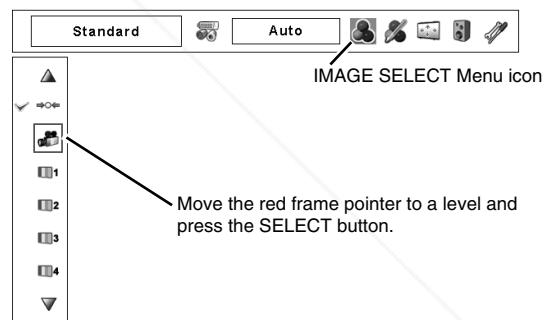 Standard
Auto
IMAGE SELECT Menu icon
1
Move the red frame pointer to a level and
press the SELECT button.
2
3
4